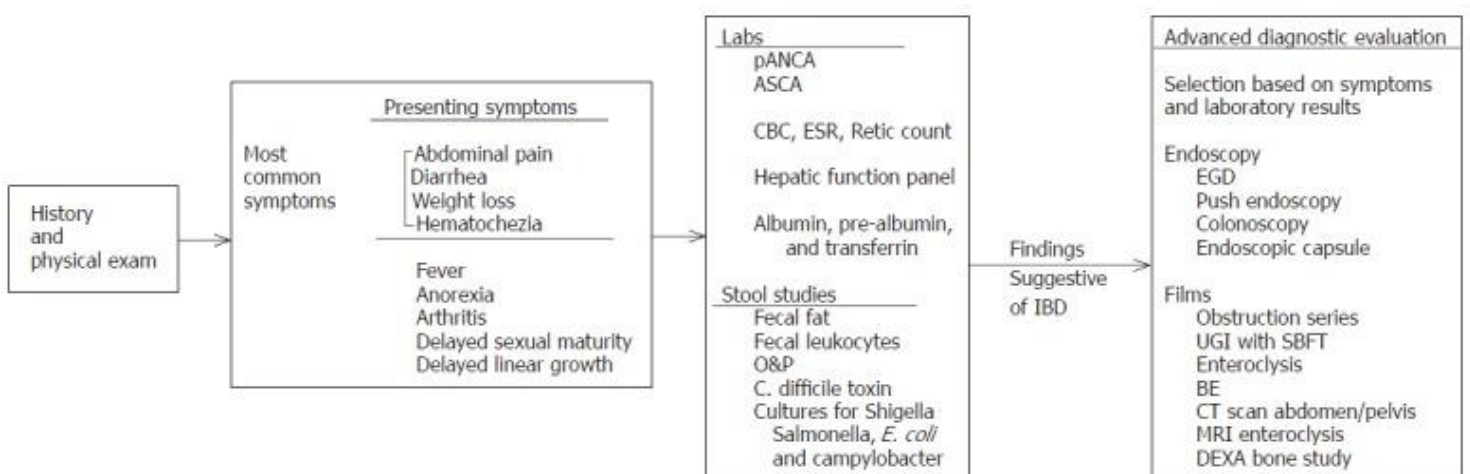 History
and
physical exam
Presenting symptoms
Most
common
symptoms
Abdominal pain
Diarrhea
Weight loss
Hematochezia
Fever
Anorexia
Arthritis
Delayed sexual maturity
Delayed linear growth
Labs
pANCA
ASCA
CBC, ESR, Retic count
Hepatic function panel
Albumin, pre-albumin,
and transferrin
Stool studies
Fecal fat
Fecal leukocytes
O&P
C. difficile toxin
Cultures for Shigella
Salmonella, E. coli
and campylobacter
Findings
Suggestive
of IBD
Advanced diagnostic evaluation
Selection based on symptoms
and laboratory results
Endoscopy
EGD
Push endoscopy
Colonoscopy
Endoscopic capsule
Films
Obstruction series
UGI with SBFT
Enteroclysis
BE
CT scan abdomen/pelvis
MRI enteroclysis
DEXA bone study